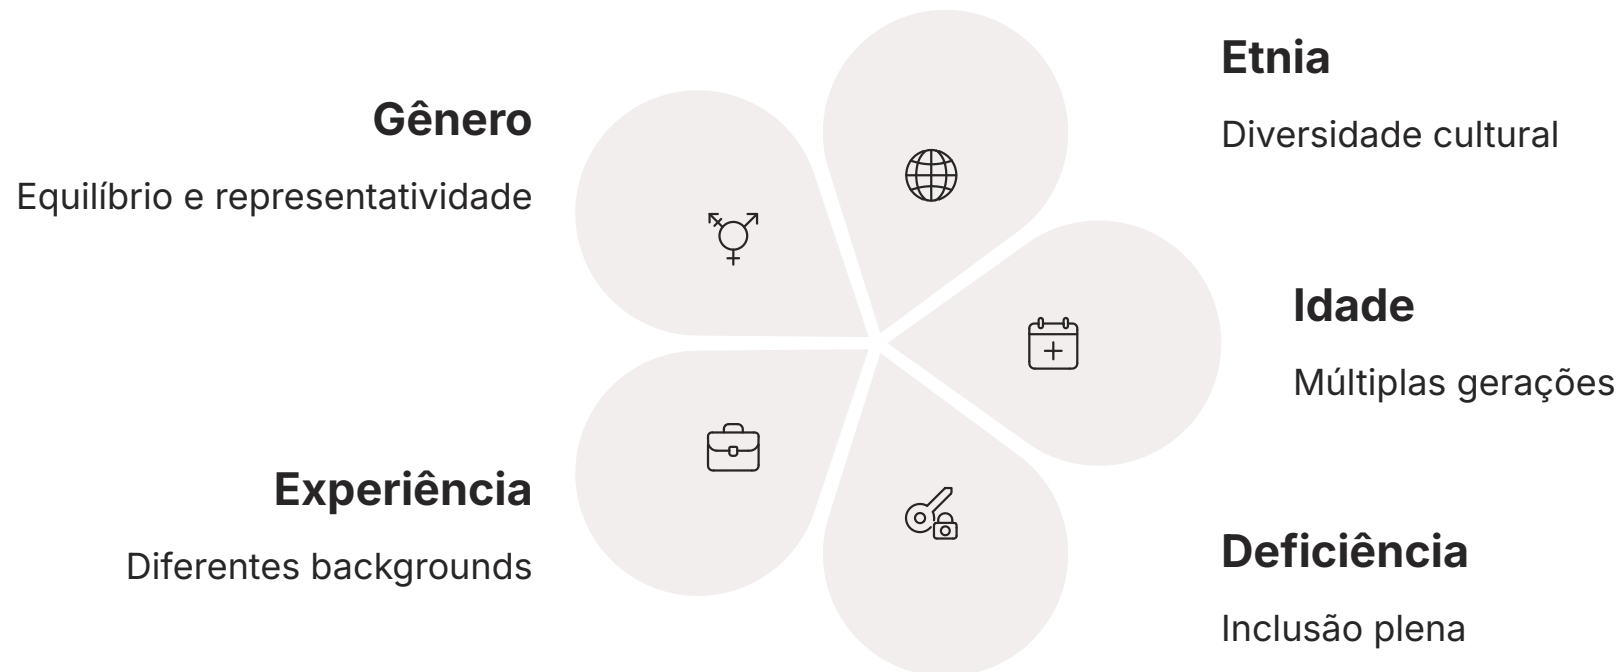 Gênero
Equilíbrio e representatividade
Etnia
Diversidade cultural
Idade
Múltiplas gerações
Deficiência
Inclusão plena
Experiência
Diferentes backgrounds